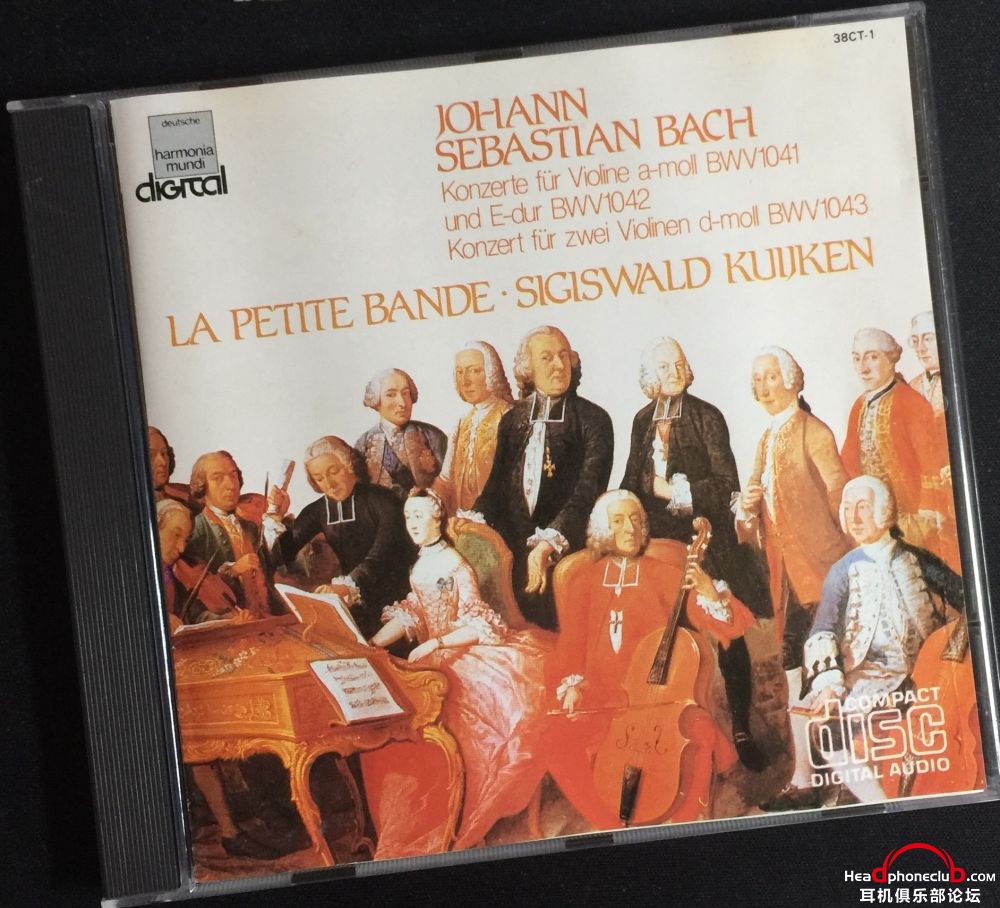 38CT-1
deutsche
harmonia
mundi
digital
JOHANN
SEBASTIAN BACH
Konzerte für Violine a-moll BWV1041
und E-dur BWV1042
Konzert für zwei Violinen d-moll BWV1043
LA PETITE BANDE · SIGISWALD KUIJKEN
COMPACT
disc
DIGITAL AUDIO
Headphoneclub.com
耳机俱乐部论坛